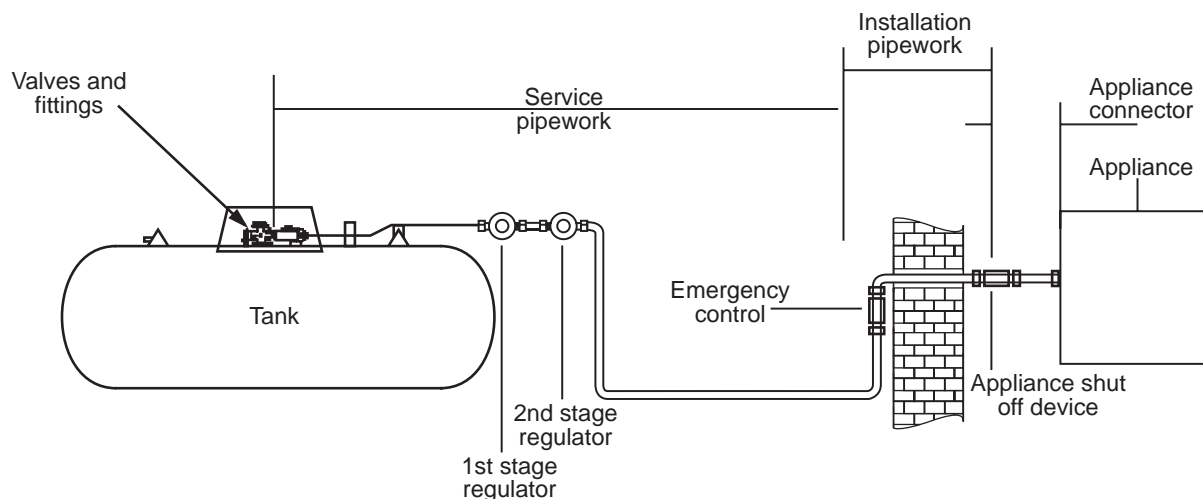 Installation
pipework
Valves and
fittings
Service
pipework
Appliance
connector
Appliance
Tank
Emergency
control
2nd stage
regulator
1st stage
regulator
Appliance shut
off device